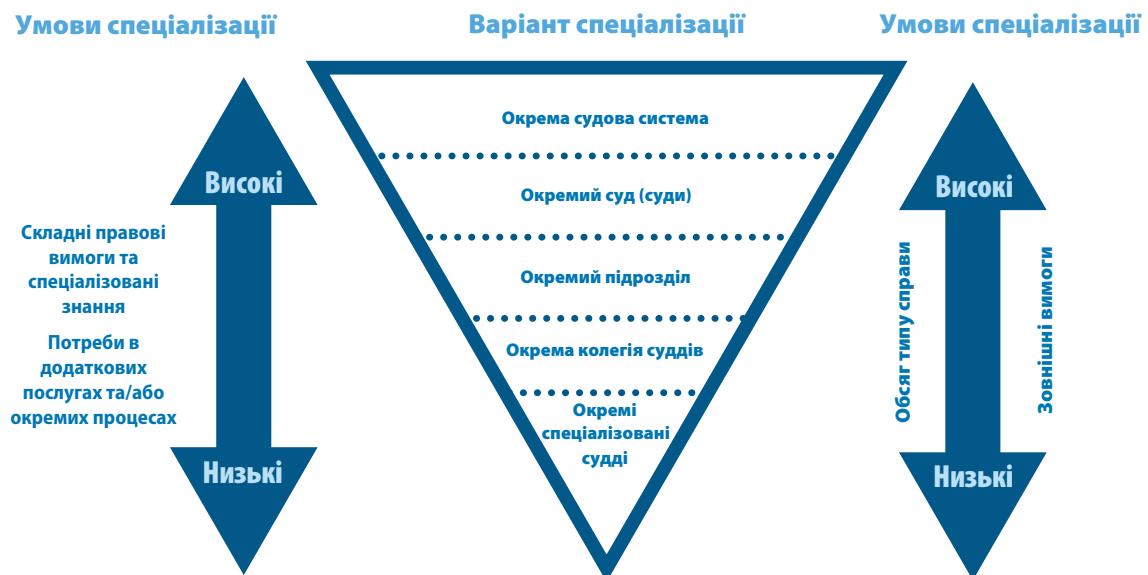 Умови спеціалізації
Варіант спеціалізації
Умови спеціалізації
Високі
Складні правові
вимоги та
спеціалізовані
знання
Потреби в
додаткових
послугах та/або
окремих процесах
Низькі
Окрема судова система
Окремий суд (суди)
Окремий підрозділ
Окрема колегія суддів
Окремі
спеціалізовані
судді
Високі
Обсяг типу справи
Зовнішні вимоги
Низькі